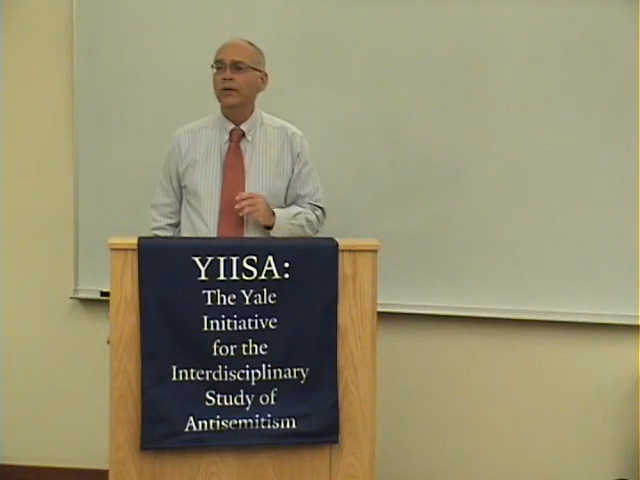 YIISA:
The Yale
Initiative
for the
Interdisciplinary
Study of
Antisemitism